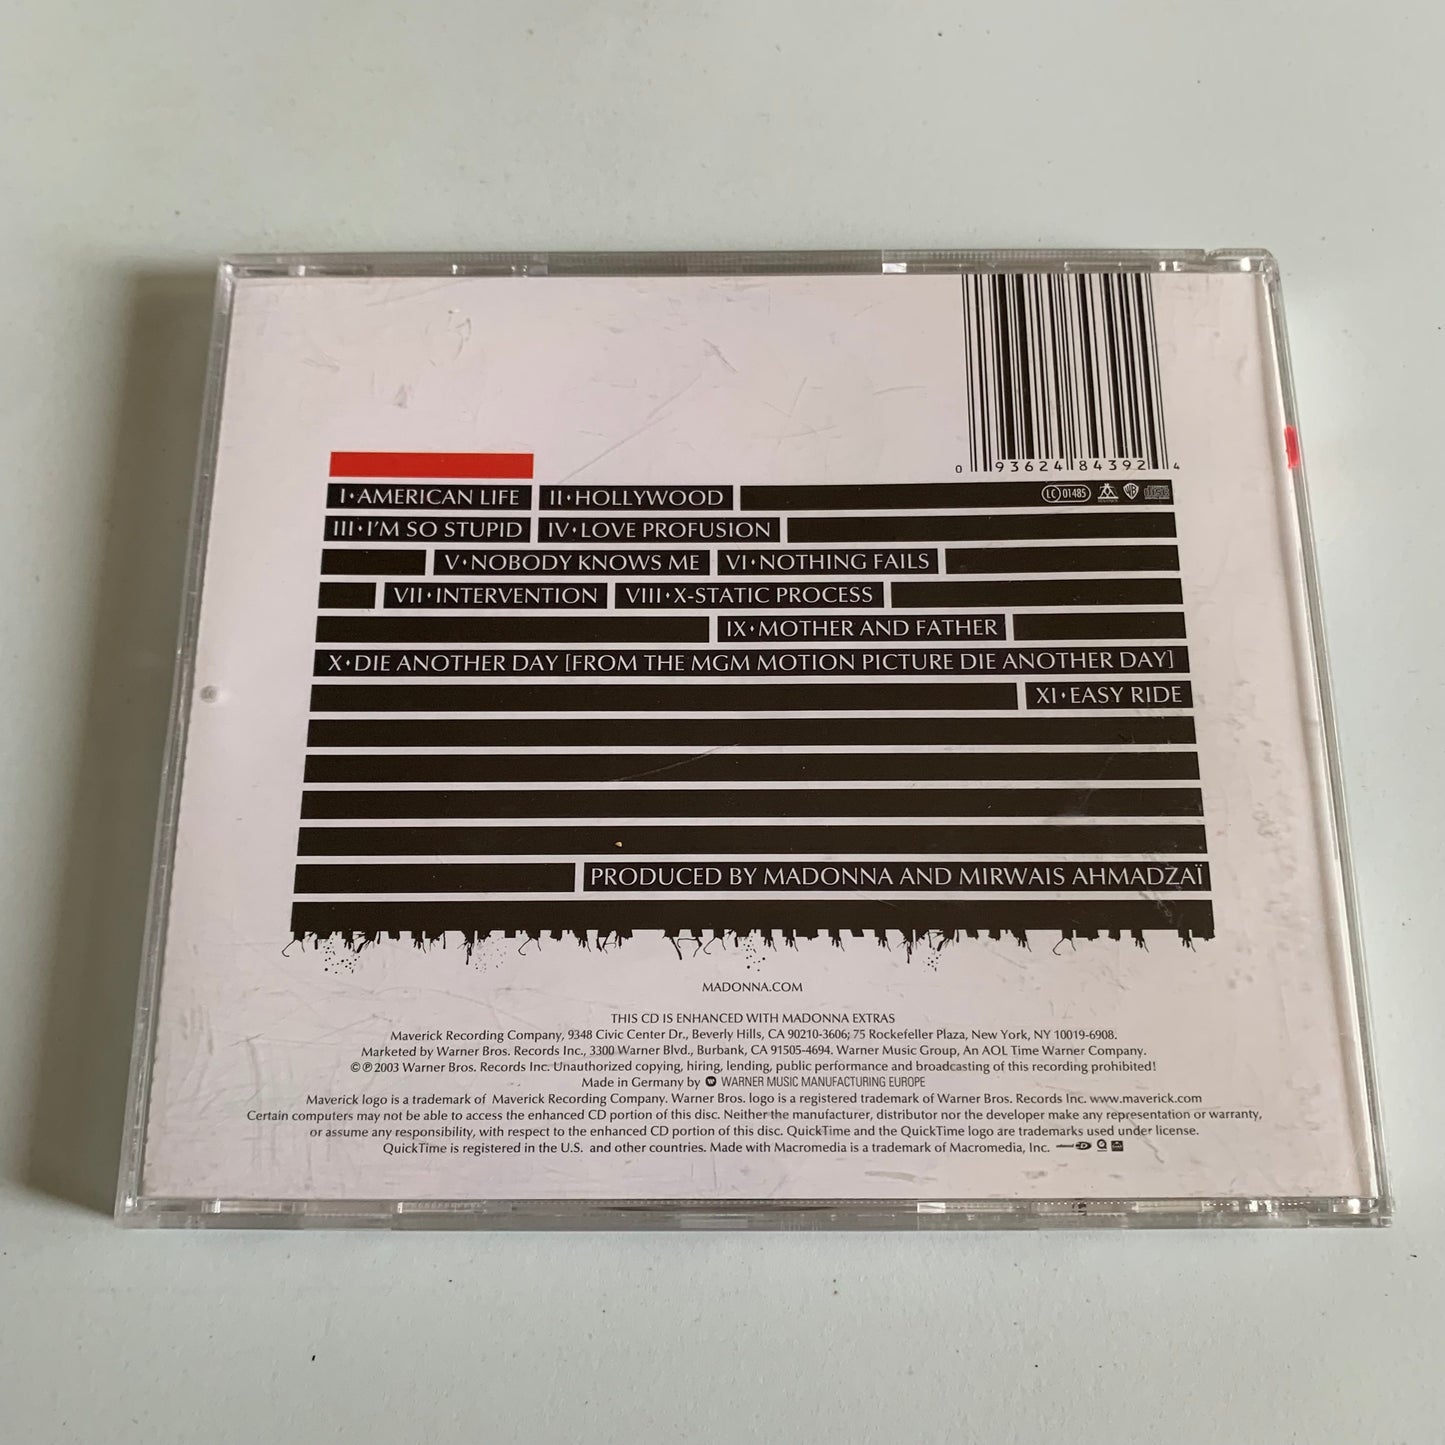 0 93624 84392 4
I•AMERICAN LIFE II•HOLLYWOOD LC 01485
III•I'M SO STUPID IV•LOVE PROFUSION
V•NOBODY KNOWS ME VI•NOTHING FAILS
VII•INTERVENTION VIII•X-STATIC PROCESS
IX•MOTHER AND FATHER
X•DIE ANOTHER DAY [FROM THE MGM MOTION PICTURE DIE ANOTHER DAY]
XI•EASY RIDE
PRODUCED BY MADONNA AND MIRWAIS AHMADZAÏ
MADONNA.COM
THIS CD IS ENHANCED WITH MADONNA EXTRAS
Maverick Recording Company, 9348 Civic Center Dr., Beverly Hills, CA 90210-3606; 75 Rockefeller Plaza, New York, NY 10019-6908.
Marketed by Warner Bros. Records Inc., 3300 Warner Blvd., Burbank, CA 91505-4694. Warner Music Group, An AOL Time Warner Company.
©℗2003 Warner Bros. Records Inc. Unauthorized copying, hiring, lending, public performance and broadcasting of this recording prohibited!
Made in Germany by WARNER MUSIC MANUFACTURING EUROPE
Maverick logo is a trademark of Maverick Recording Company. Warner Bros. logo is a registered trademark of Warner Bros. Records Inc. www.maverick.com
Certain computers may not be able to access the enhanced CD portion of this disc. Neither the manufacturer, distributor nor the developer make any representation or warranty,
or assume any responsibility, with respect to the enhanced CD portion of this disc. QuickTime and the QuickTime logo are trademarks used under license.
QuickTime is registered in the U.S. and other countries. Made with Macromedia is a trademark of Macromedia, Inc.